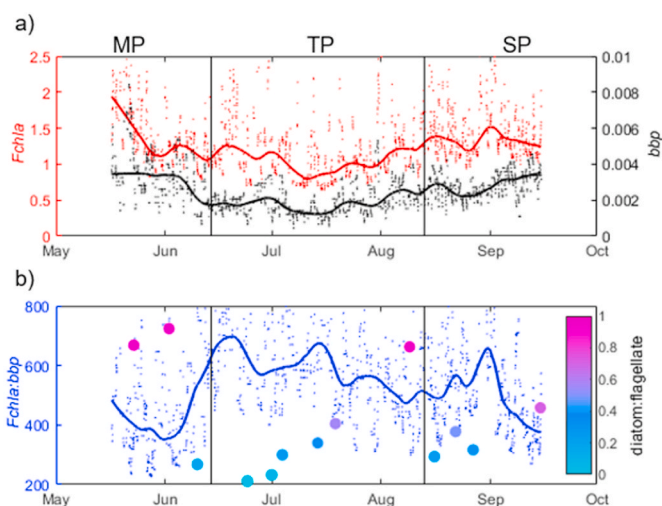 a)
MP TP SP
2.5 0.01
2 0.008
1.5 0.006
1 0.004
0.5 0.002
0 0
Fchla
bbp
May Jun Jul Aug Sep Oct
b)
800 1
0.8
600
0.6
0.4
400
0.2
200 0
Fchla:bbp
diatom:flagellate
May Jun Jul Aug Sep Oct